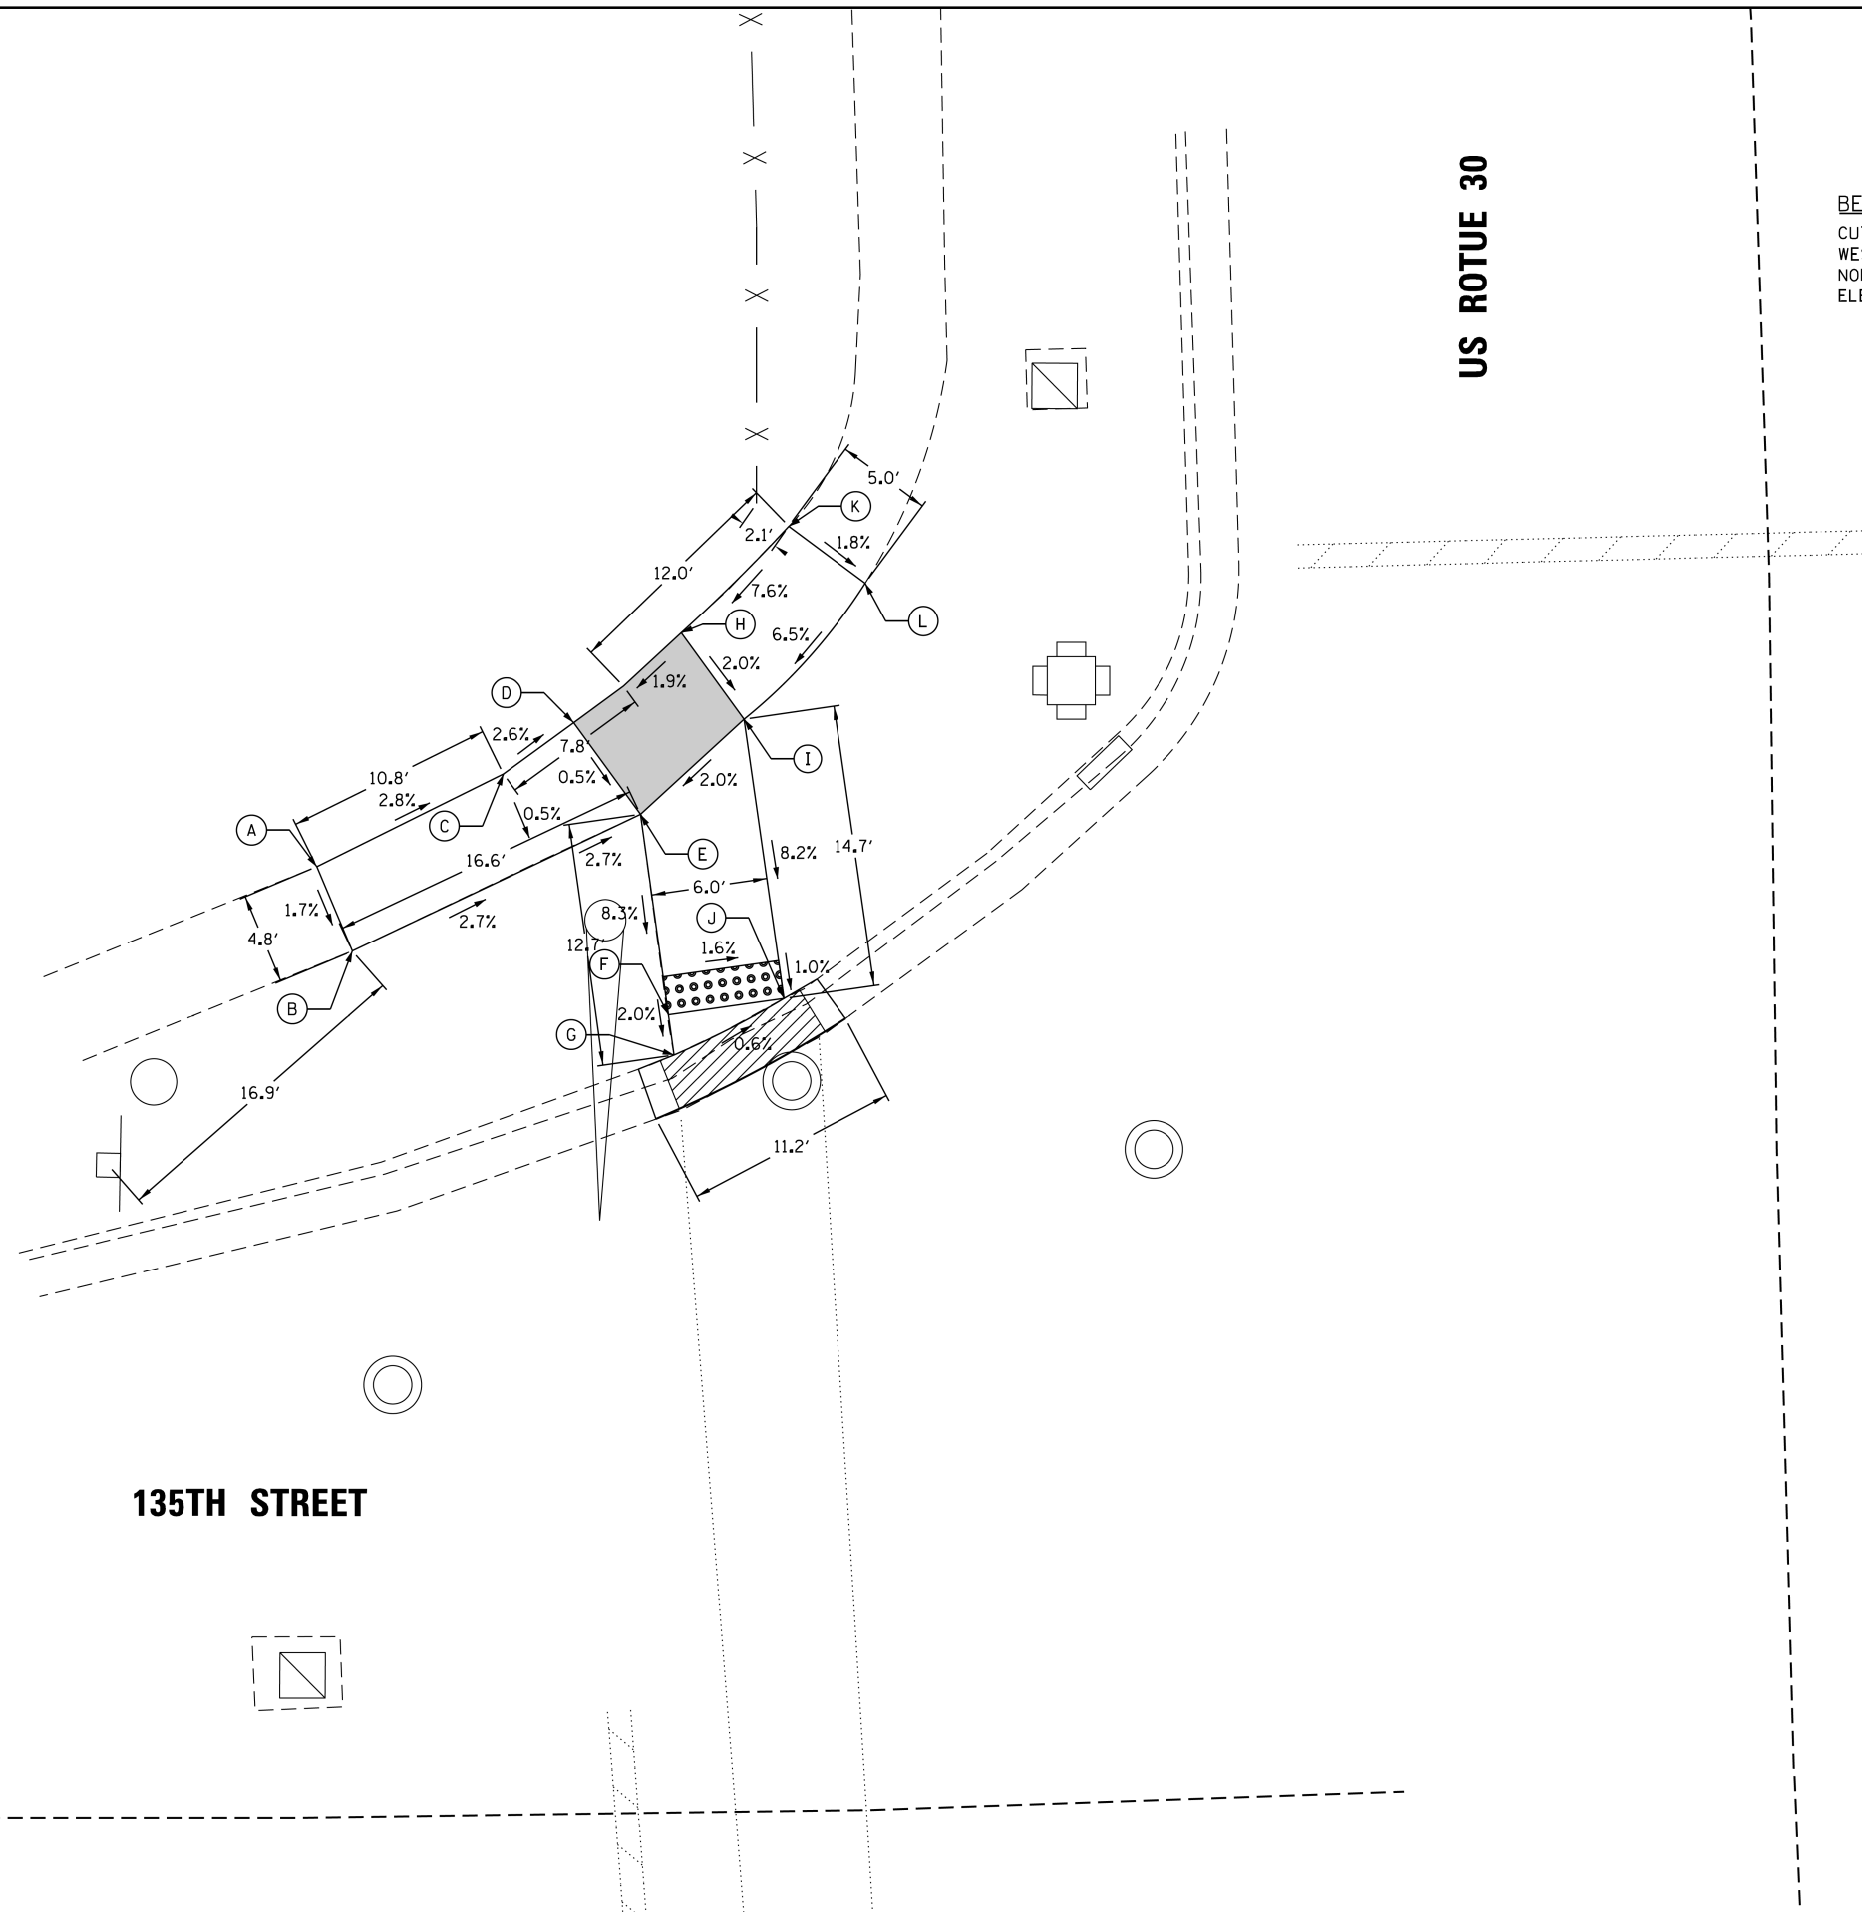 US ROTUE 30
BE
CU
WE
NO
ELE
5.0'
K
2.1'
1.8%
12.0'
7.6%
H
L
6.5%
2.0%
1.9%
D
2.6%
7.8'
I
10.8'
0.5%
2.0%
2.8%
0.5%
A
C
14.7'
E
8.2%
16.6'
2.7%
6.0'
1.7%
8.3%
J
2.7%
4.8'
12.7'
1.6%
F
1.0%
B
2.0%
G
0.6%
16.9'
11.2'
135TH STREET